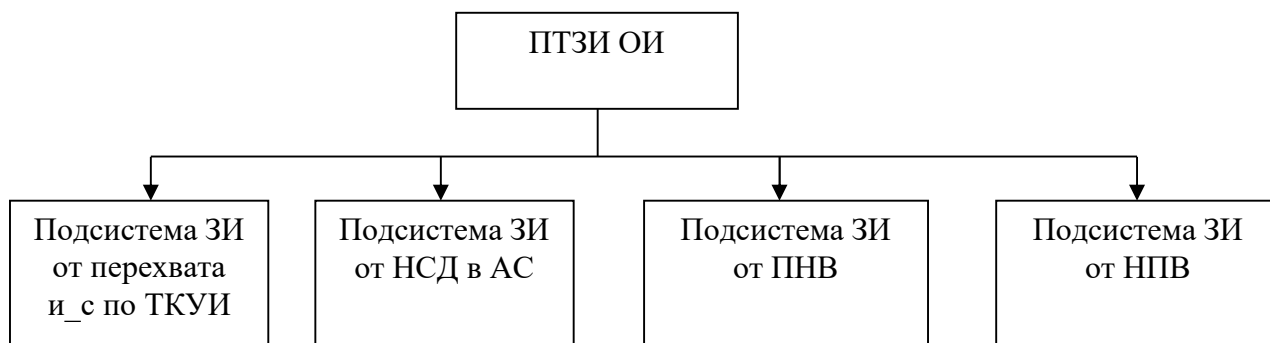 ПТЗИ ОИ
Подсистема ЗИ
от перехвата
и_с по ТКУИ
Подсистема ЗИ
от НСД в АС
Подсистема ЗИ
от ПНВ
Подсистема ЗИ
от НПВ